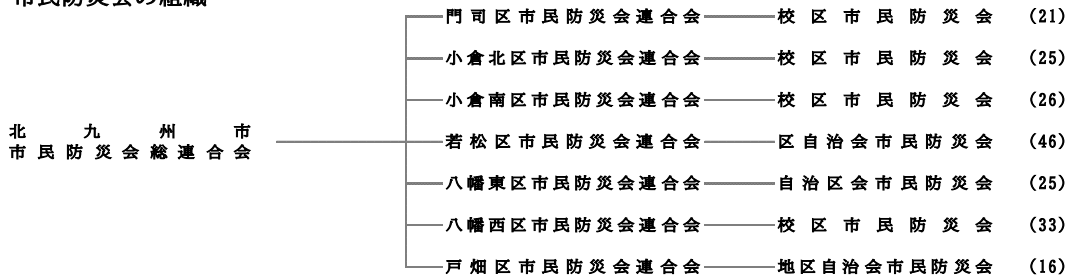 市民防災会の組織
門司区市民防災会連合会 校区市民防災会 (21)
小倉北区市民防災会連合会 校区市民防災会 (25)
小倉南区市民防災会連合会 校区市民防災会 (26)
北九州市
市民防災会総連合会
若松区市民防災会連合会 区自治会市民防災会 (46)
八幡東区市民防災会連合会 自治区会市民防災会 (25)
八幡西区市民防災会連合会 校区市民防災会 (33)
戸畑区市民防災会連合会 地区自治会市民防災会 (16)